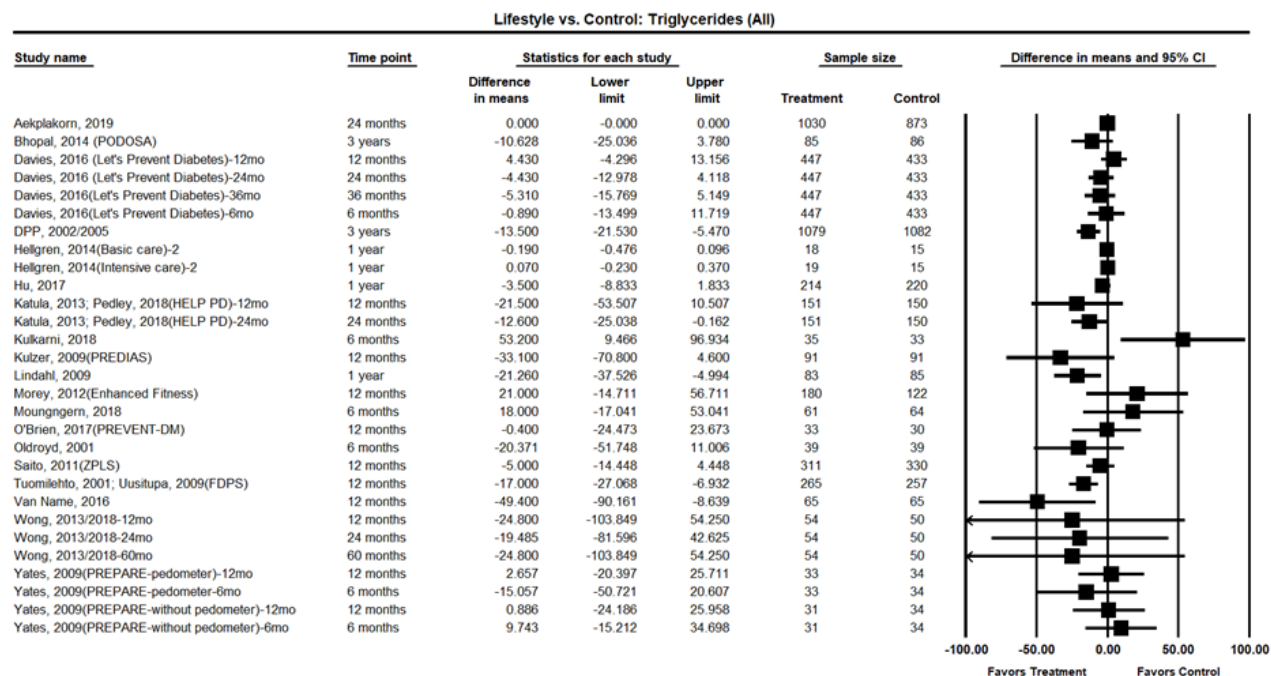 Lifestyle vs. Control: Triglycerides (All)
Study name Time point Statistics for each study Sample size Difference in means and 95% CI
Difference in means Lower limit Upper limit Treatment Control
Aekplakorn, 2019 24 months 0.000 -0.000 0.000 1030 873
Bhopal, 2014 (PODOSA) 3 years -10.628 -25.036 3.780 85 86
Davies, 2016 (Let's Prevent Diabetes)-12mo 12 months 4.430 -4.296 13.156 447 433
Davies, 2016 (Let's Prevent Diabetes)-24mo 24 months -4.430 -12.978 4.118 447 433
Davies, 2016(Let's Prevent Diabetes)-36mo 36 months -5.310 -15.769 5.149 447 433
Davies, 2016(Let's Prevent Diabetes)-6mo 6 months -0.890 -13.499 11.719 447 433
DPP, 2002/2005 3 years -13.500 -21.530 -5.470 1079 1082
Hellgren, 2014(Basic care)-2 1 year -0.190 -0.476 0.096 18 15
Hellgren, 2014(Intensive care)-2 1 year 0.070 -0.230 0.370 19 15
Hu, 2017 1 year -3.500 -8.833 1.833 214 220
Katula, 2013; Pedley, 2018(HELP PD)-12mo 12 months -21.500 -53.507 10.507 151 150
Katula, 2013; Pedley, 2018(HELP PD)-24mo 24 months -12.600 -25.038 -0.162 151 150
Kulkarni, 2018 6 months 53.200 9.466 96.934 35 33
Kulzer, 2009(PREDIAS) 12 months -33.100 -70.800 4.600 91 91
Lindahl, 2009 1 year -21.260 -37.526 -4.994 83 85
Morey, 2012(Enhanced Fitness) 12 months 21.000 -14.711 56.711 180 122
Moungngern, 2018 6 months 18.000 -17.041 53.041 61 64
O'Brien, 2017(PREVENT-DM) 12 months -0.400 -24.473 23.673 33 30
Oldroyd, 2001 6 months -20.371 -51.748 11.006 39 39
Saito, 2011(ZPLS) 12 months -5.000 -14.448 4.448 311 330
Tuomilehto, 2001; Uusitupa, 2009(FDPS) 12 months -17.000 -27.068 -6.932 265 257
Van Name, 2016 12 months -49.400 -90.161 -8.639 65 65
Wong, 2013/2018-12mo 12 months -24.800 -103.849 54.250 54 50
Wong, 2013/2018-24mo 24 months -19.485 -81.596 42.625 54 50
Wong, 2013/2018-60mo 60 months -24.800 -103.849 54.250 54 50
Yates, 2009(PREPARE-pedometer)-12mo 12 months 2.657 -20.397 25.711 33 34
Yates, 2009(PREPARE-pedometer-6mo 6 months -15.057 -50.721 20.607 33 34
Yates, 2009(PREPARE-without pedometer)-12mo 12 months 0.886 -24.186 25.958 31 34
Yates, 2009(PREPARE-without pedometer)-6mo 6 months 9.743 -15.212 34.698 31 34
-100.00 -50.00 0.00 50.00 100.00
Favors Treatment Favors Control